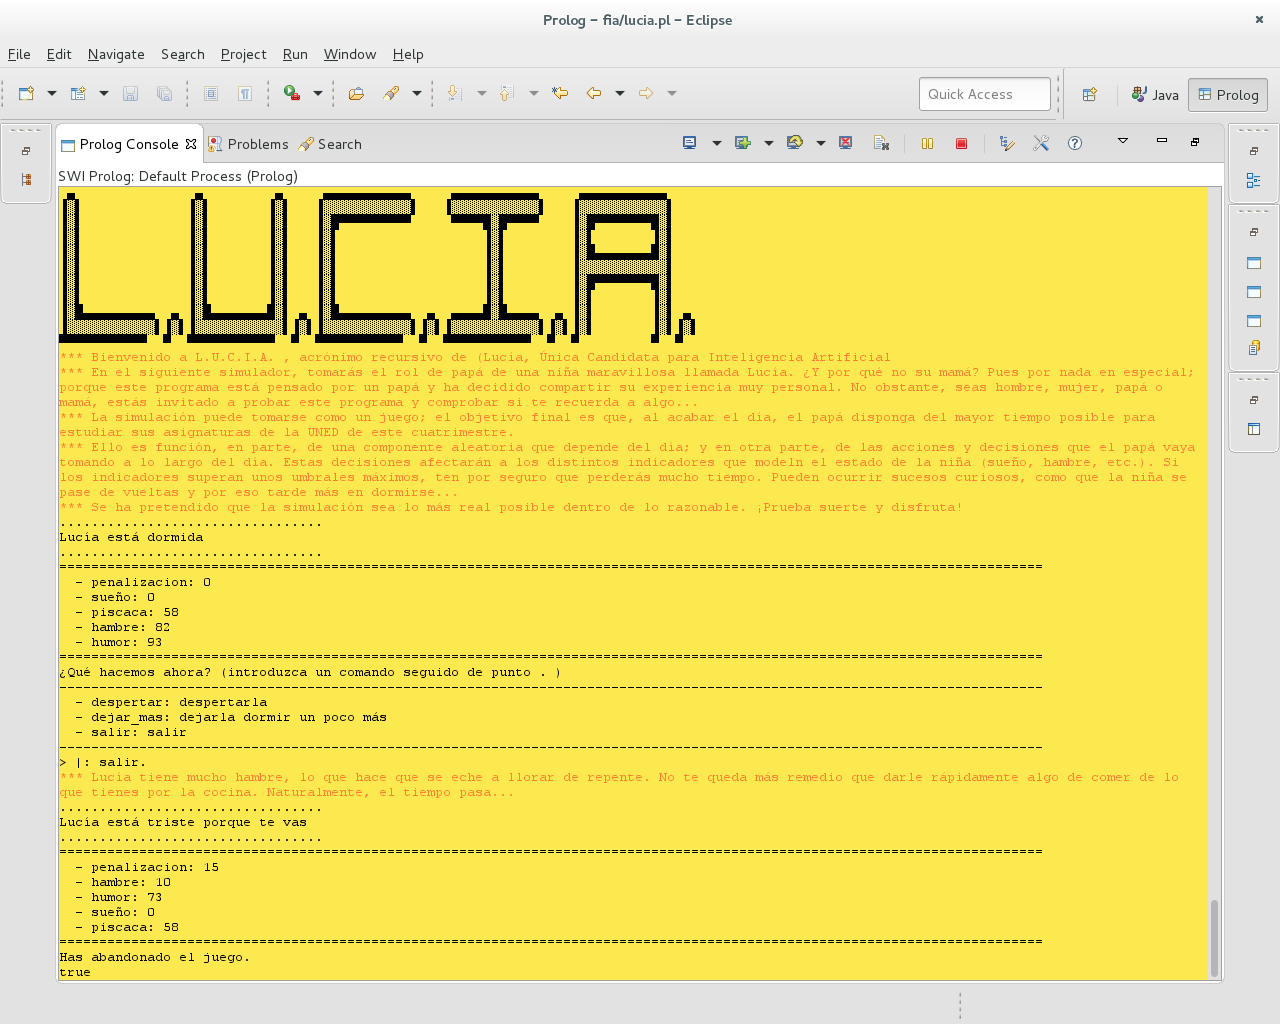 Prolog – fia/lucia.pl – Eclipse
File Edit Navigate Search Project Run Window Help
Quick Access
Java
Prolog
Prolog Console
Problems
Search
SWI Prolog: Default Process (Prolog)
L.U.C.I.A.
*** Bienvenido a L.U.C.I.A. , acrónimo recursivo de (Lucía, Única Candidata para Inteligencia Artificial
*** En el siguiente simulador, tomarás el rol de papá de una niña maravillosa llamada Lucía. ¿Y por qué no su mamá? Pues por nada en especial;
porque este programa está pensado por un papá y ha decidido compartir su experiencia muy personal. No obstante, seas hombre, mujer, papá o
mamá, estás invitado a probar este programa y comprobar si te recuerda a algo...
*** La simulación puede tomarse como un juego; el objetivo final es que, al acabar el día, el papá disponga del mayor tiempo posible para
estudiar sus asignaturas de la UNED de este cuatrimestre.
*** Ello es función, en parte, de una componente aleatoria que depende del día; y en otra parte, de las acciones y decisiones que el papá vaya
tomando a lo largo del día. Estas decisiones afectarán a los distintos indicadores que modeln el estado de la niña (sueño, hambre, etc.). Si
los indicadores superan unos umbrales máximos, ten por seguro que perderás mucho tiempo. Pueden ocurrir sucesos curiosos, como que la niña se
pase de vueltas y por eso tarde más en dormirse...
*** Se ha pretendido que la simulación sea lo más real posible dentro de lo razonable. ¡Prueba suerte y disfruta!
.................................
Lucía está dormida
.................................
===========================================================================================================================
- penalizacion: 0
- sueño: 0
- piscaca: 58
- hambre: 82
- humor: 93
===========================================================================================================================
¿Qué hacemos ahora? (introduzca un comando seguido de punto . )
---------------------------------------------------------------------------------------------------------------------------
- despertar: despertarla
- dejar_mas: dejarla dormir un poco más
- salir: salir
---------------------------------------------------------------------------------------------------------------------------
> |: salir.
*** Lucía tiene mucho hambre, lo que hace que se eche a llorar de repente. No te queda más remedio que darle rápidamente algo de comer de lo
que tienes por la cocina. Naturalmente, el tiempo pasa...
.................................
Lucía está triste porque te vas
.................................
===========================================================================================================================
- penalizacion: 15
- hambre: 10
- humor: 73
- sueño: 0
- piscaca: 58
===========================================================================================================================
Has abandonado el juego.
true